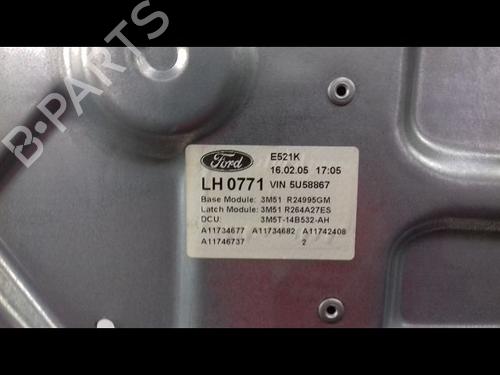 B-PARTS
Ford
E521K
16.02.05 17:05
LH 0771 VIN 5U58867
Base Module: 3M51 R24995GM
Latch Module: 3M51 R264A27ES
DCU: 3M5T-14B532-AH
A11734677 A11734682 A11742408
A11746737 2